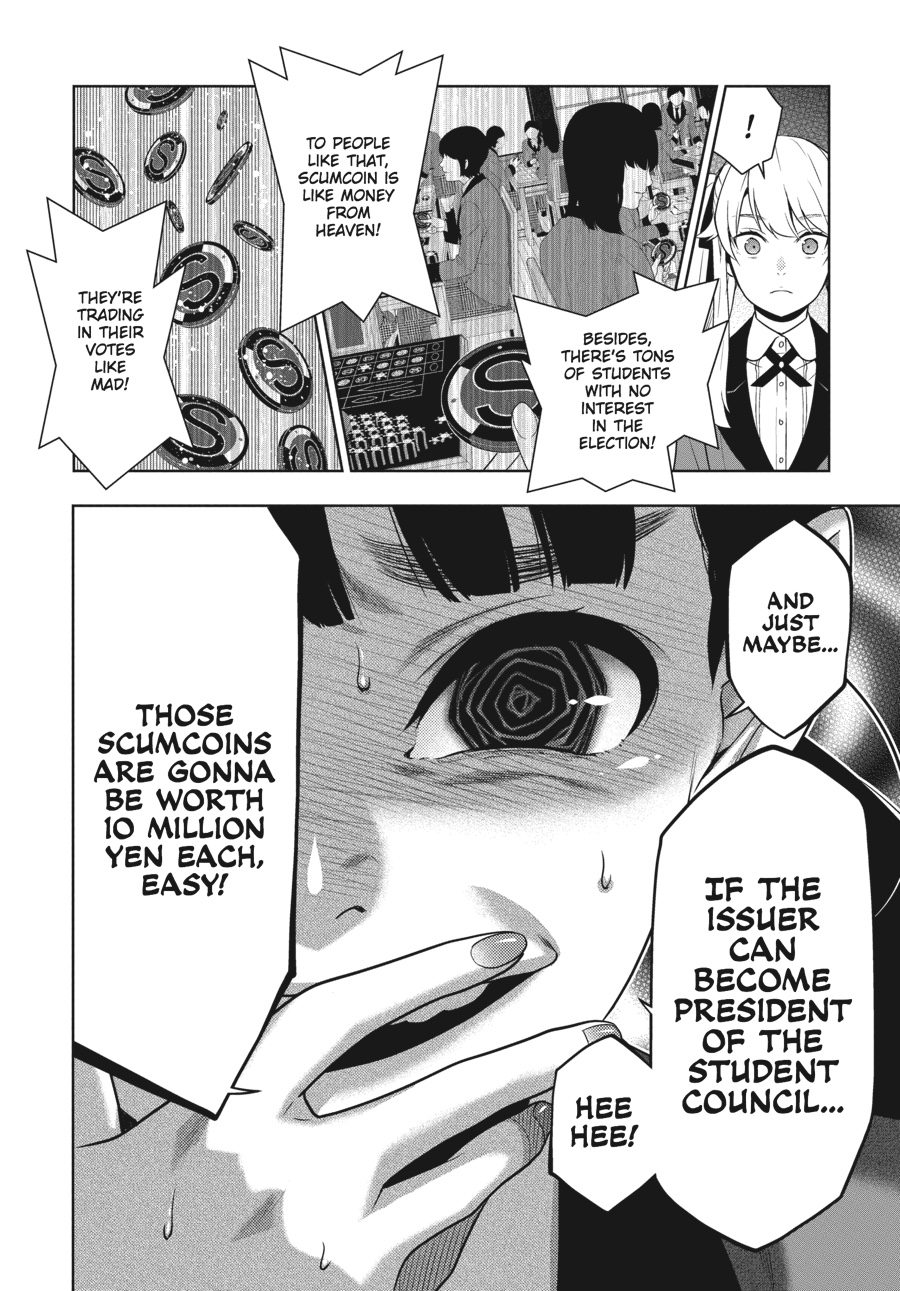 !
BESIDES,
THERE'S TONS
OF STUDENTS
WITH NO
INTEREST
IN THE
ELECTION!
TO PEOPLE
LIKE THAT,
SCUMCOIN IS
LIKE MONEY
FROM
HEAVEN!
THEY'RE
TRADING
IN THEIR
VOTES
LIKE
MAD!
AND
JUST
MAYBE...
IF THE
ISSUER
CAN
BECOME
PRESIDENT
OF THE
STUDENT
COUNCIL...
HEE
HEE!
THOSE
SCUMCOINS
ARE GONNA
BE WORTH
10 MILLION
YEN EACH,
EASY!